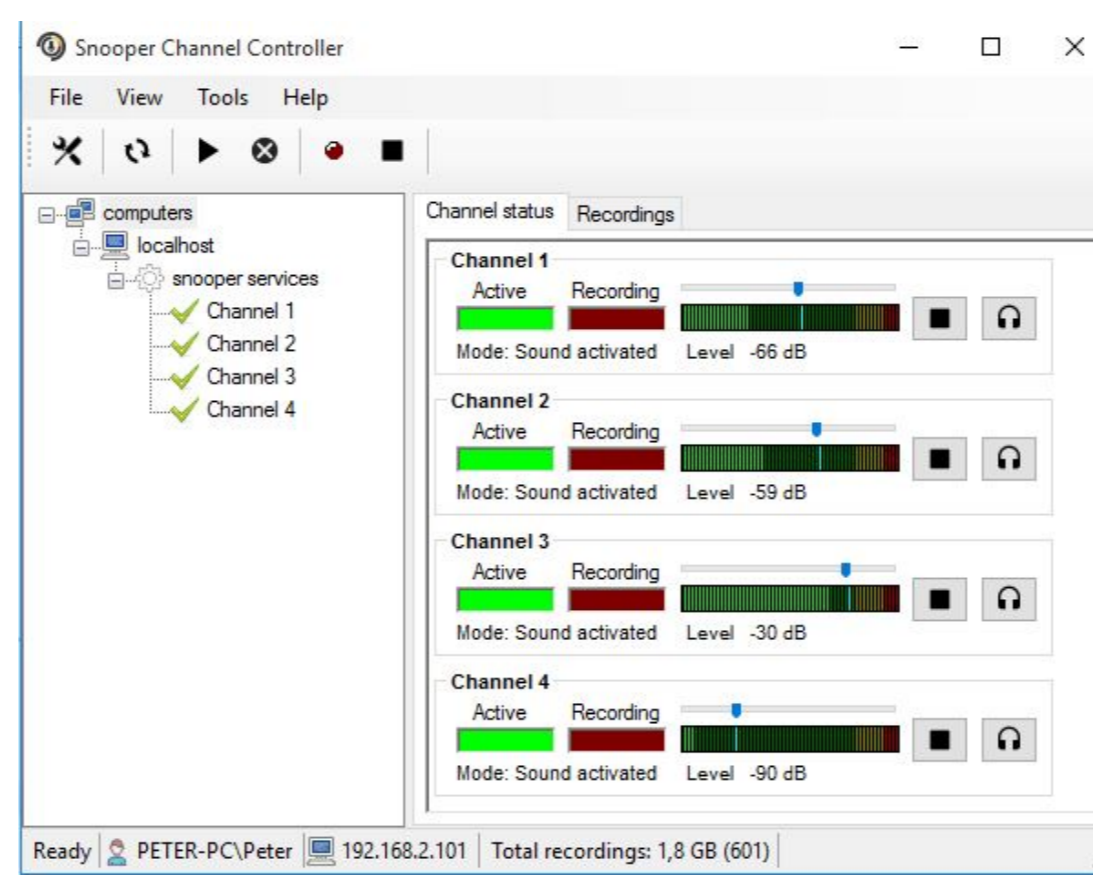 Snooper Channel Controller
File View Tools Help
computers
localhost
snooper services
Channel 1
Channel 2
Channel 3
Channel 4
Channel status Recordings
Channel 1
Active Recording
Mode: Sound activated Level -66 dB
Channel 2
Active Recording
Mode: Sound activated Level -59 dB
Channel 3
Active Recording
Mode: Sound activated Level -30 dB
Channel 4
Active Recording
Mode: Sound activated Level -90 dB
Ready PETER-PC\Peter 192.168.2.101 Total recordings: 1,8 GB (601)